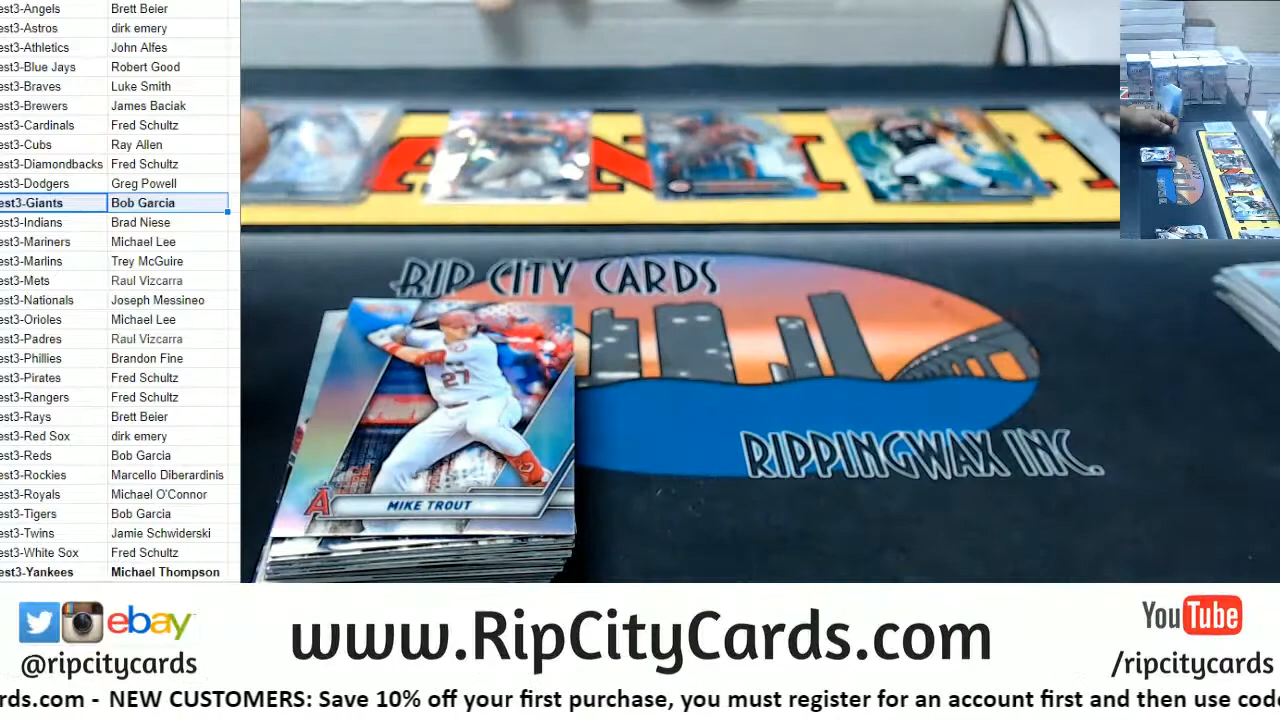 est3-Angels Brett Beier
est3-Astros dirk emery
est3-Athletics John Alfes
est3-Blue Jays Robert Good
est3-Braves Luke Smith
est3-Brewers James Baciak
est3-Cardinals Fred Schultz
est3-Cubs Ray Allen
est3-Diamondbacks Fred Schultz
est3-Dodgers Greg Powell
est3-Giants Bob Garcia
est3-Indians Brad Niese
est3-Mariners Michael Lee
est3-Marlins Trey McGuire
est3-Mets Raul Vizcarra
est3-Nationals Joseph Messineo
est3-Orioles Michael Lee
est3-Padres Raul Vizcarra
est3-Phillies Brandon Fine
est3-Pirates Fred Schultz
est3-Rangers Fred Schultz
est3-Rays Brett Beier
est3-Red Sox dirk emery
est3-Reds Bob Garcia
est3-Rockies Marcello Diberardinis
est3-Royals Michael O'Connor
est3-Tigers Bob Garcia
est3-Twins Jamie Schwiderski
est3-White Sox Fred Schultz
est3-Yankees Michael Thompson
RIP CITY CARDS
27
A MIKE TROUT
RIPPINGWAX INC.
ebay
@ripcitycards
www.RipCityCards.com
YouTube
/ripcitycards
rds.com - NEW CUSTOMERS: Save 10% off your first purchase, you must register for an account first and then use code